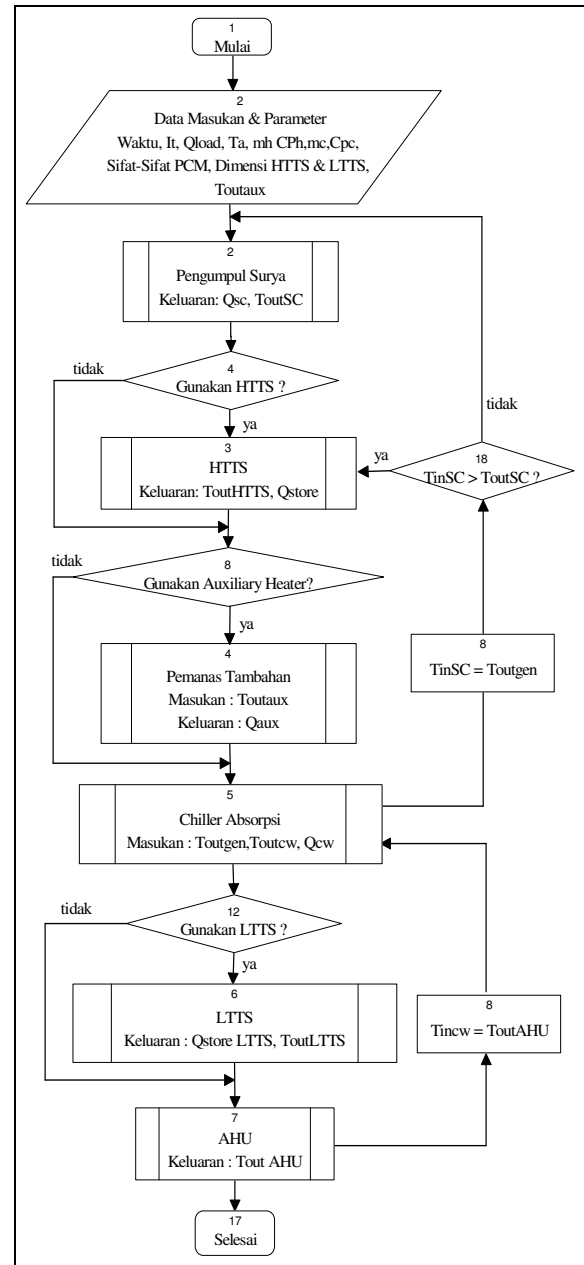 1
Mulai
2
Data Masukan & Parameter
Waktu, It, Qload, Ta, mh CPh,mc,Cpc,
Sifat-Sifat PCM, Dimensi HTTS & LTTS,
Toutaux
2
Pengumpul Surya
Keluaran: Qsc, ToutSC
tidak
4
Gunakan HTTS ?
ya
tidak
3
HTTS
Keluaran: ToutHTTS, Qstore
ya
18
TinSC > ToutSC ?
tidak
8
Gunakan Auxiliary Heater?
ya
4
Pemanas Tambahan
Masukan : Toutaux
Keluaran : Qaux
8
TinSC = Toutgen
5
Chiller Absorpsi
Masukan : Toutgen,Toutcw, Qcw
tidak
12
Gunakan LTTS ?
ya
6
LTTS
Keluaran : Qstore LTTS, ToutLTTS
8
Tincw = ToutAHU
7
AHU
Keluaran : Tout AHU
17
Selesai